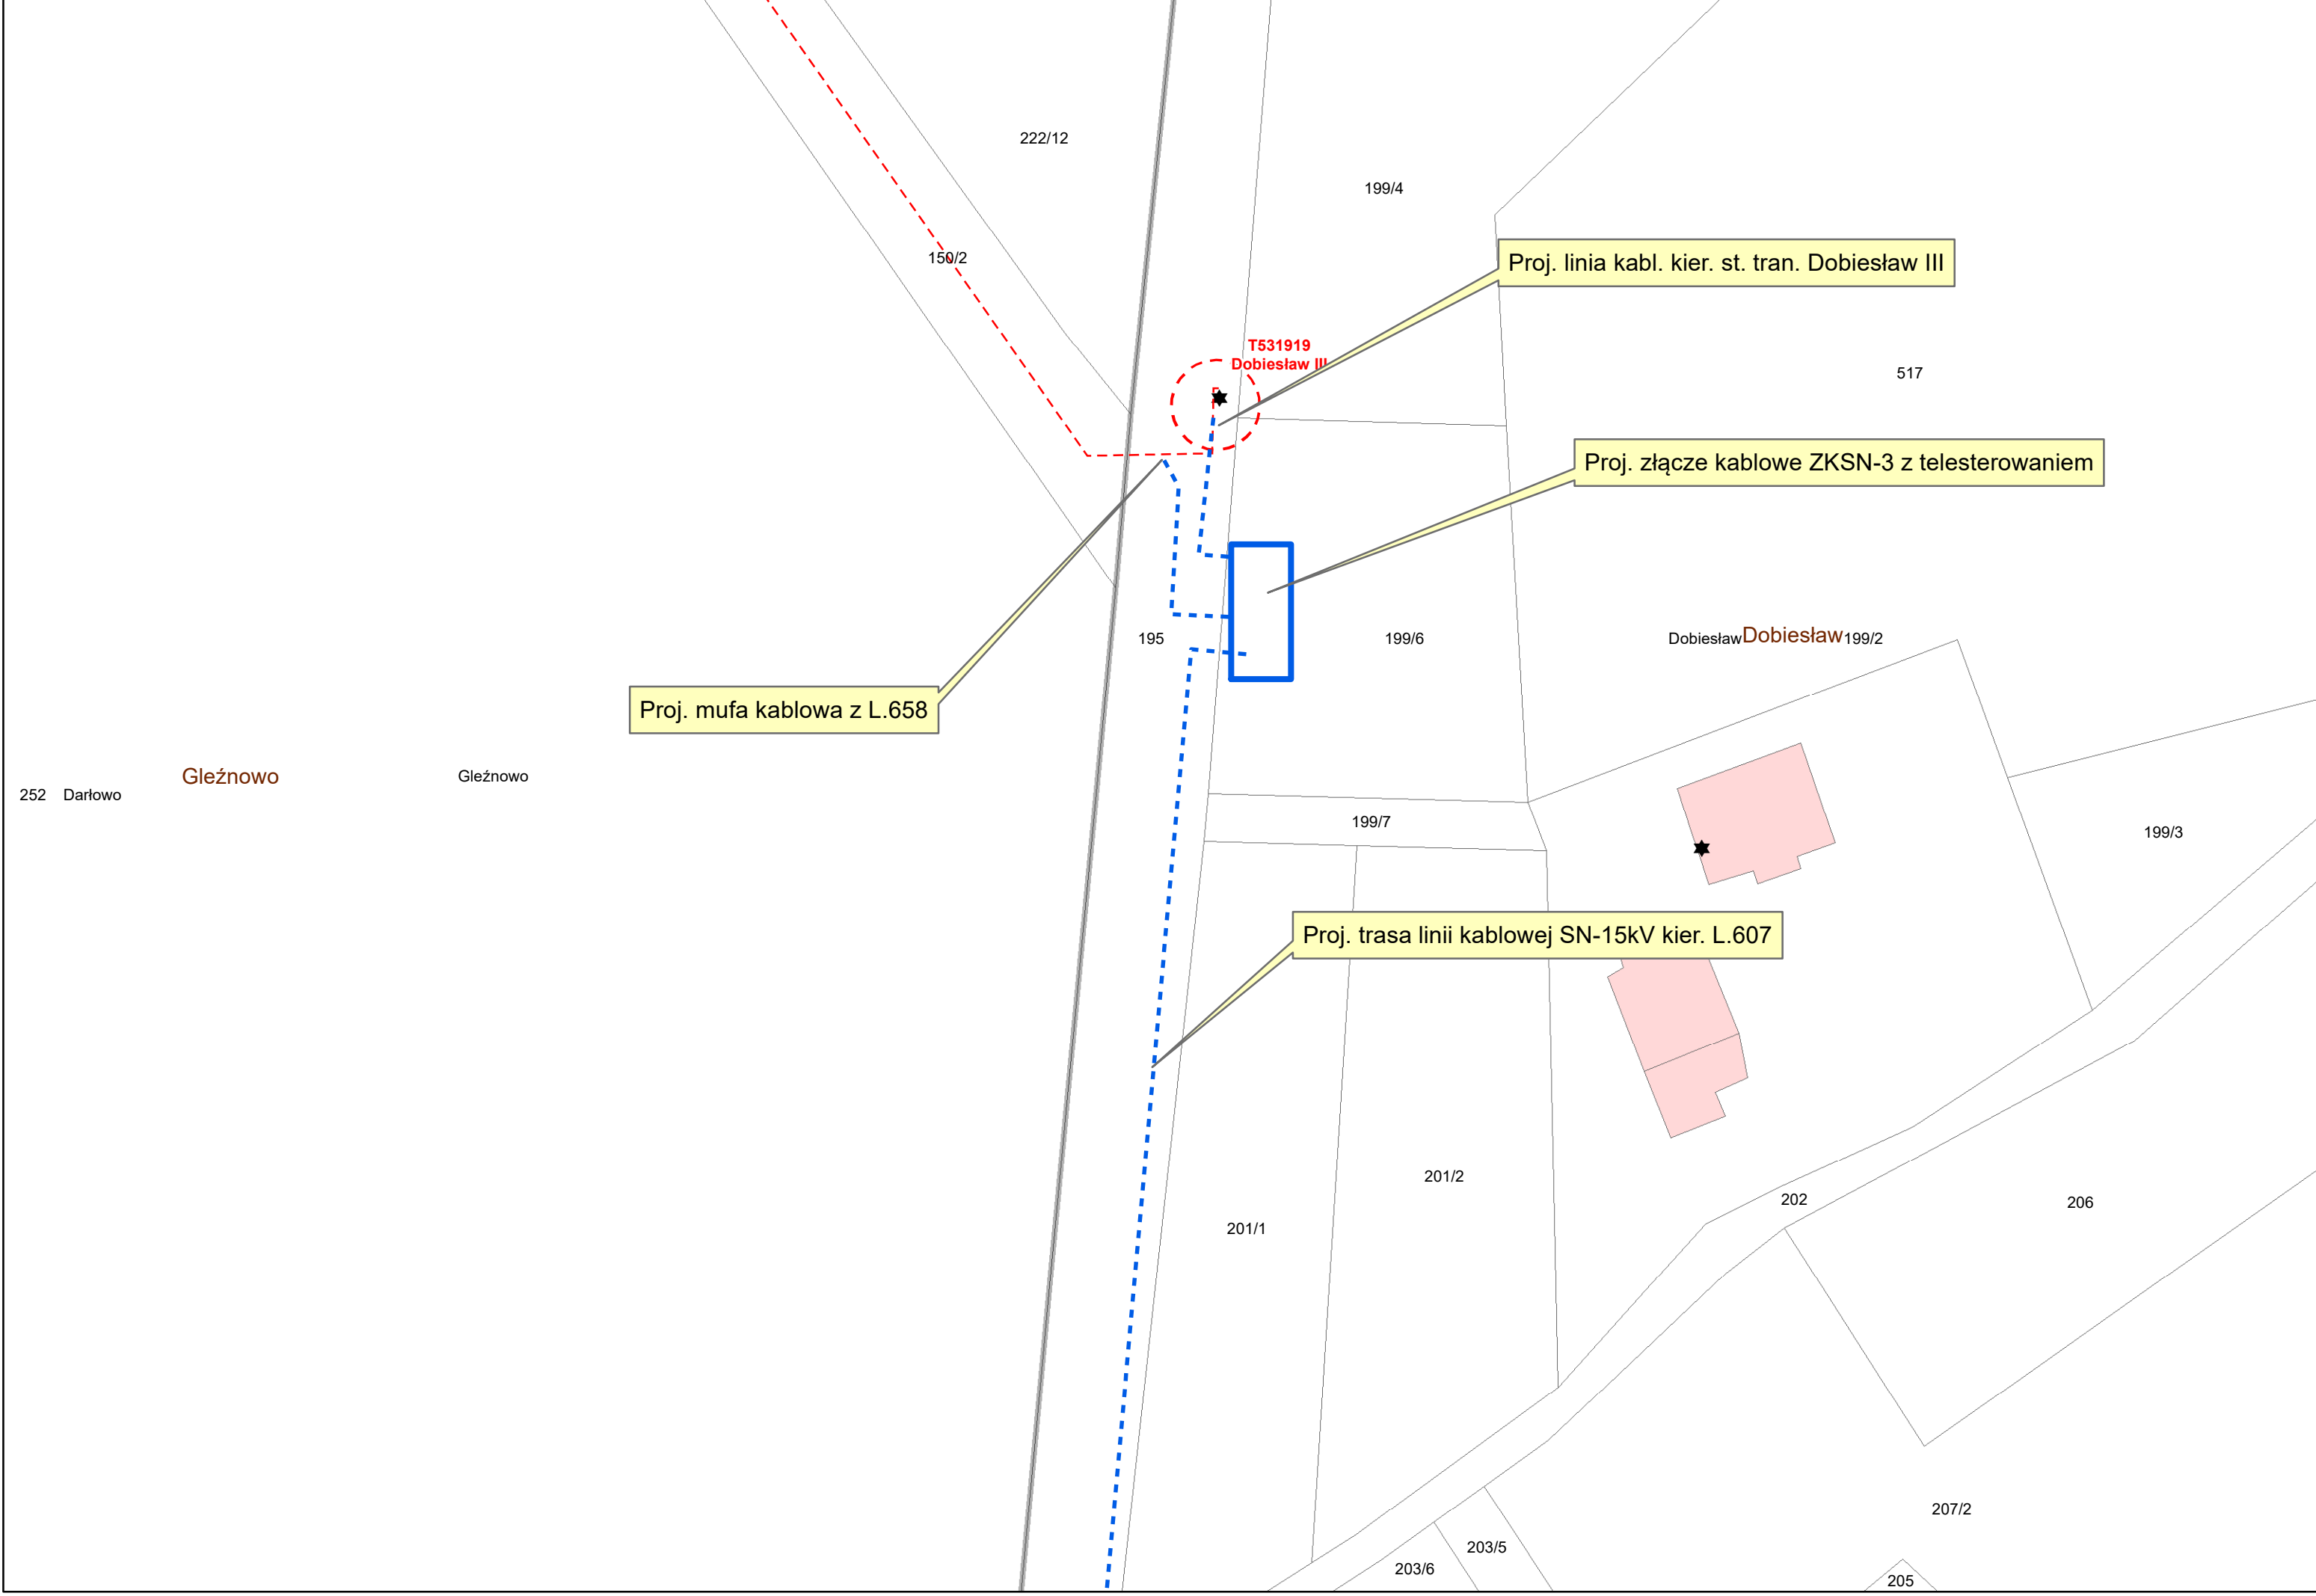 222/12
199/4
150/2
Proj. linia kabl. kier. st. tran. Dobiesław III
T531919
Dobiesław III
517
Proj. złącze kablowe ZKSN-3 z telesterowaniem
195
199/6
Dobiesław Dobiesław 199/2
Proj. mufa kablowa z L.658
Gleźnowo
Gleźnowo
252 Darłowo
199/7
199/3
Proj. trasa linii kablowej SN-15kV kier. L.607
201/2
202
206
201/1
207/2
203/5
203/6
205